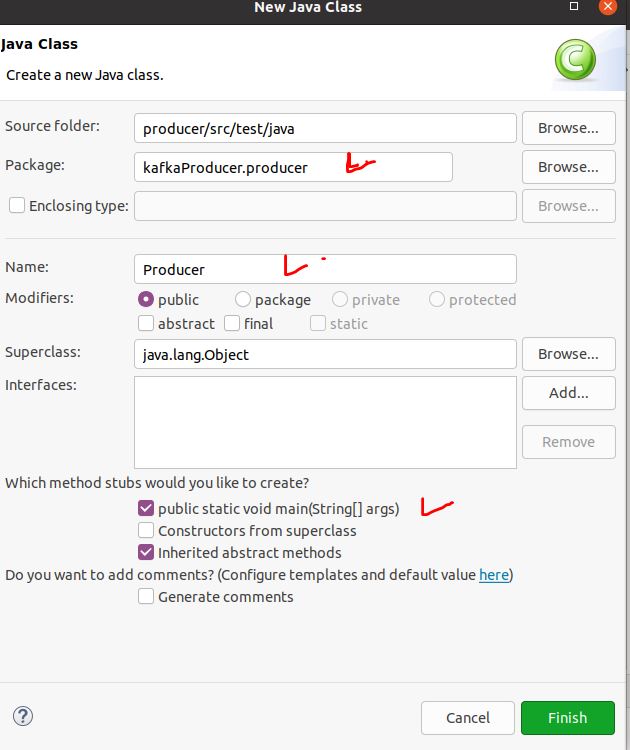 New Java Class
Java Class
Create a new Java class.
C
Source folder: producer/src/test/java Browse...
Package: kafkaProducer.producer Browse...
Enclosing type: Browse...
Name: Producer
Modifiers: public package private protected
abstract final static
Superclass: java.lang.Object Browse...
Interfaces: Add...
Remove
Which method stubs would you like to create?
public static void main(String[] args)
Constructors from superclass
Inherited abstract methods
Do you want to add comments? (Configure templates and default value here)
Generate comments
? Cancel Finish